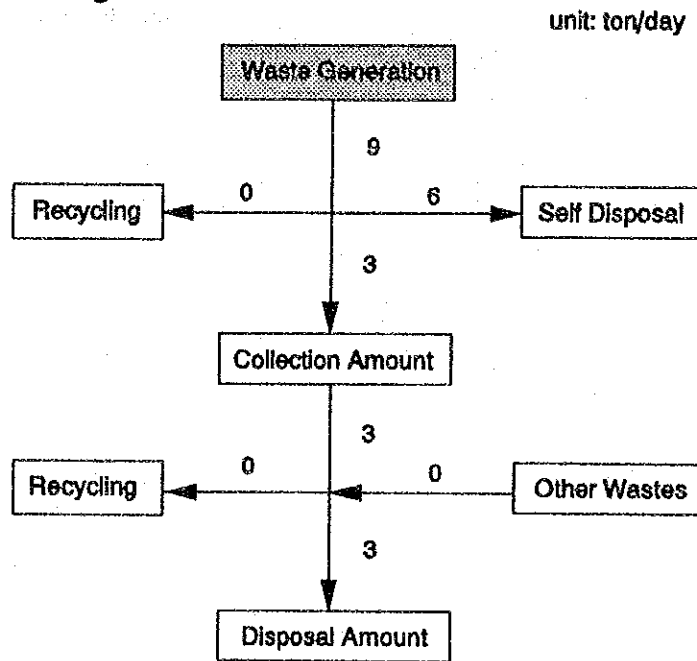 unit: ton/day
Waste Generation
9
0
6
Recycling
Self Disposal
3
Collection Amount
3
0
0
Recycling
Other Wastes
3
Disposal Amount